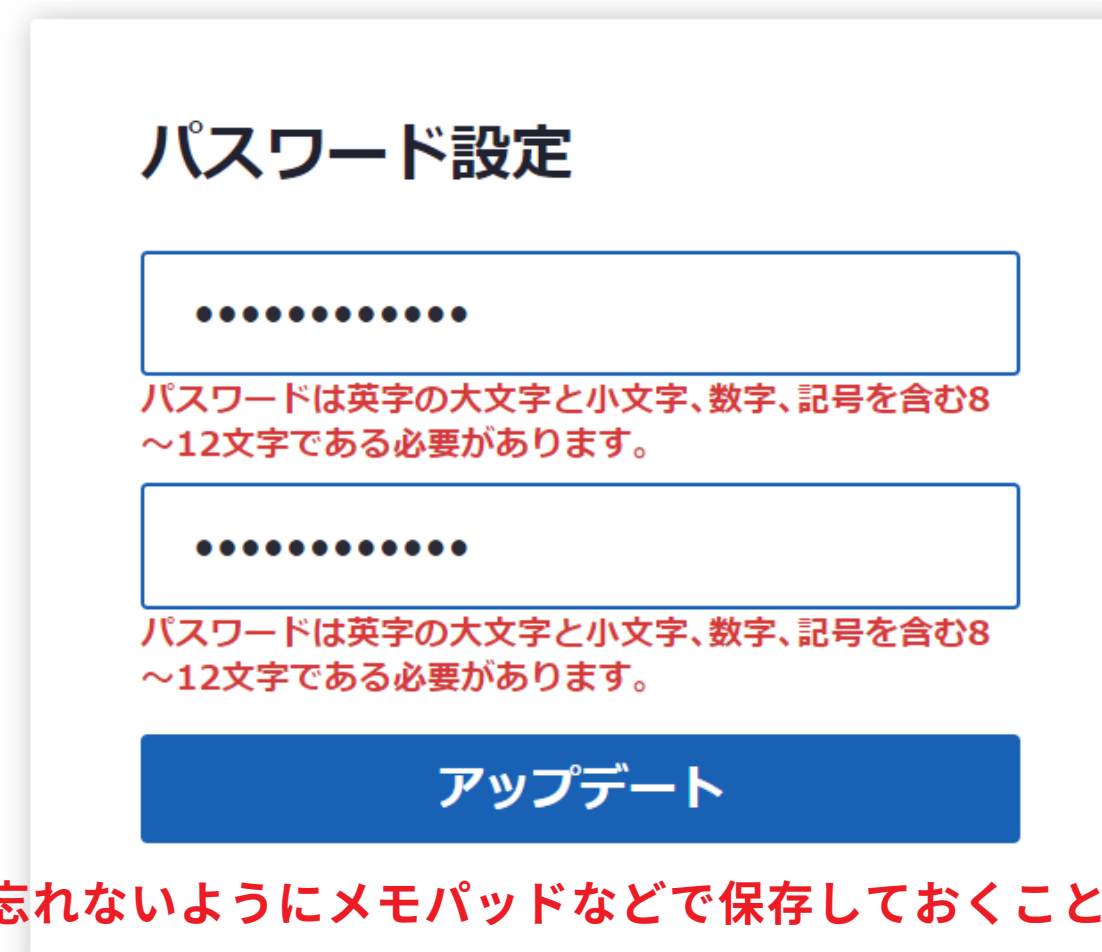 パスワード設定
••••••••••••
パスワードは英字の大文字と小文字、数字、記号を含む8
～12文字である必要があります。
••••••••••••
パスワードは英字の大文字と小文字、数字、記号を含む8
～12文字である必要があります。
アップデート
忘れないようにメモパッドなどで保存しておくこと